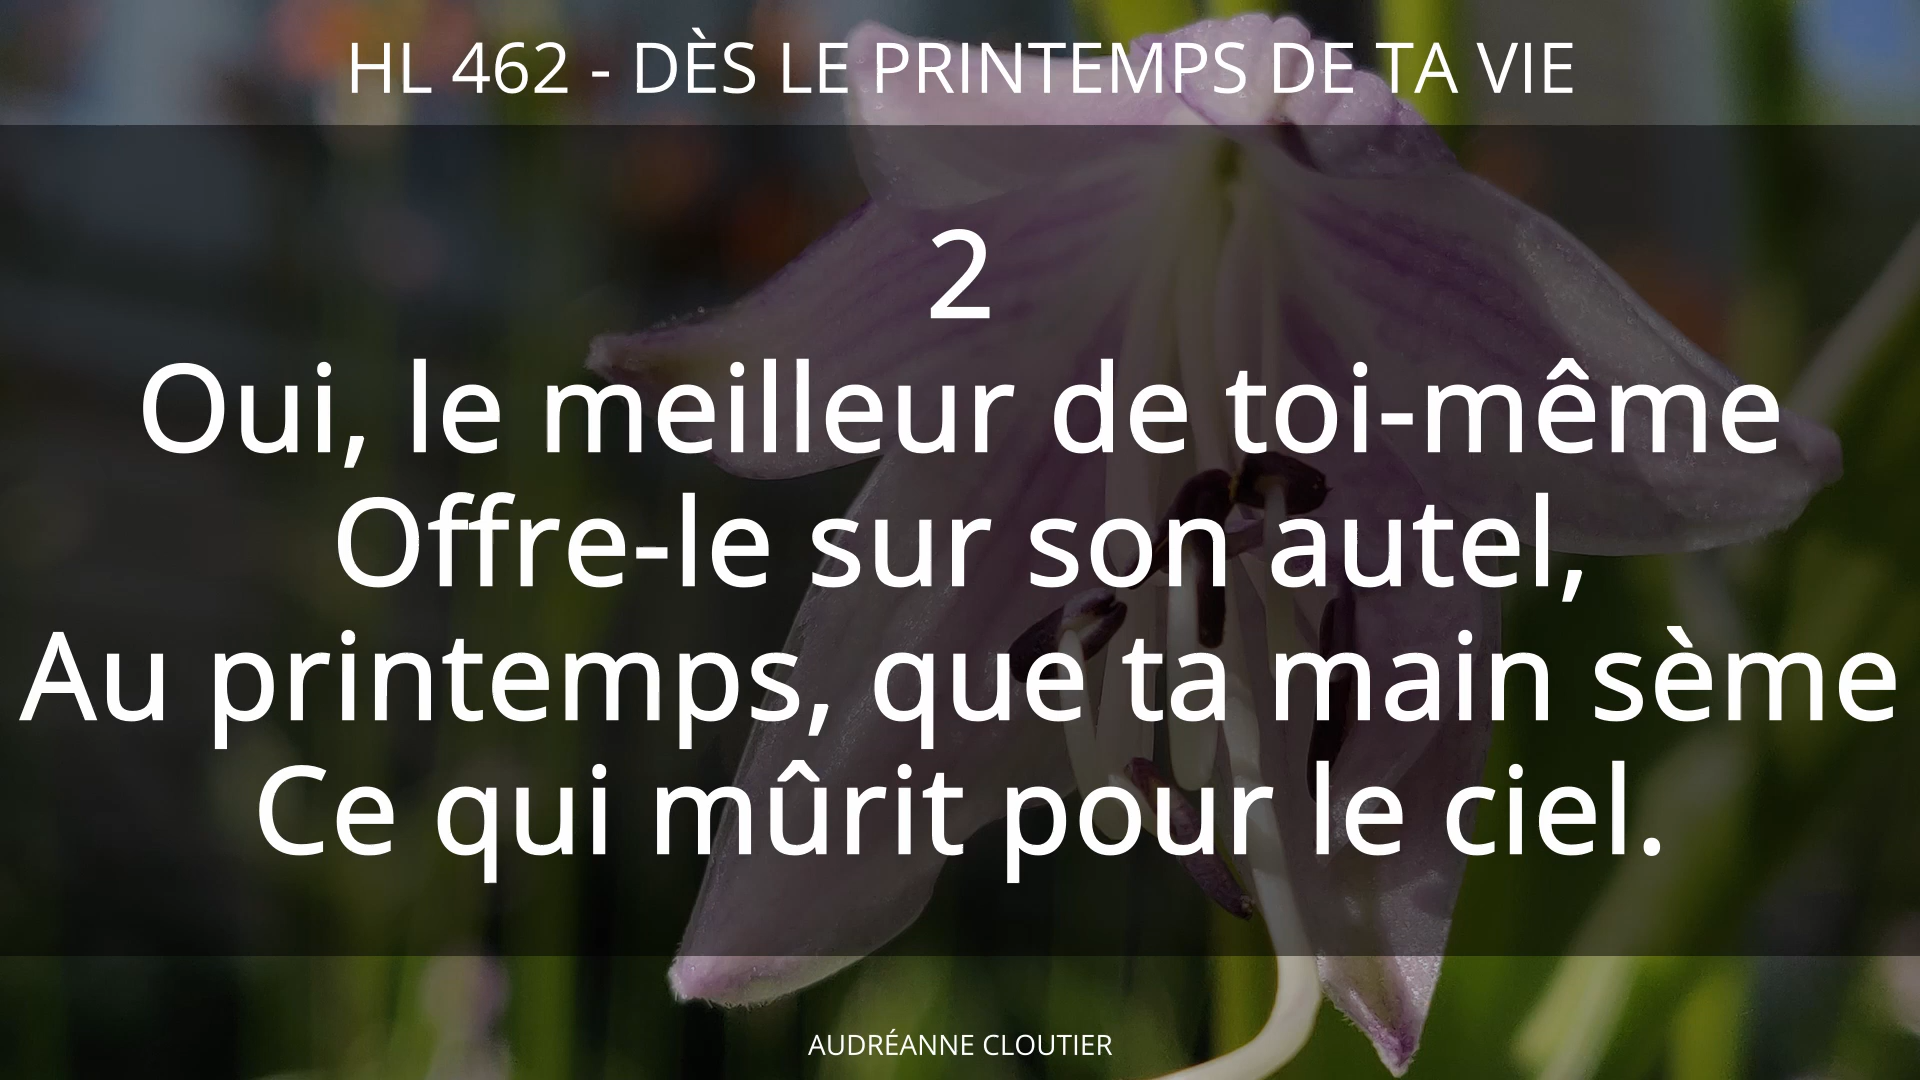 HL 462 - DÈS LE PRINTEMPS DE TA VIE
2
Oui, le meilleur de toi-même
Offre-le sur son autel,
Au printemps, que ta main sème
Ce qui mûrit pour le ciel.
AUDRÉANNE CLOUTIER